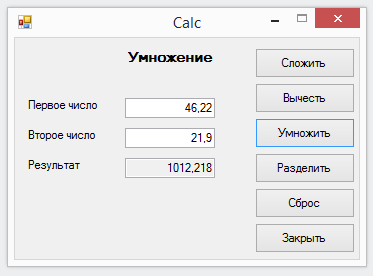 Calc
Умножение
Сложить
Первое число 46,22
Вычесть
Второе число 21,9
Умножить
Результат 1012,218
Разделить
Сброс
Закрыть